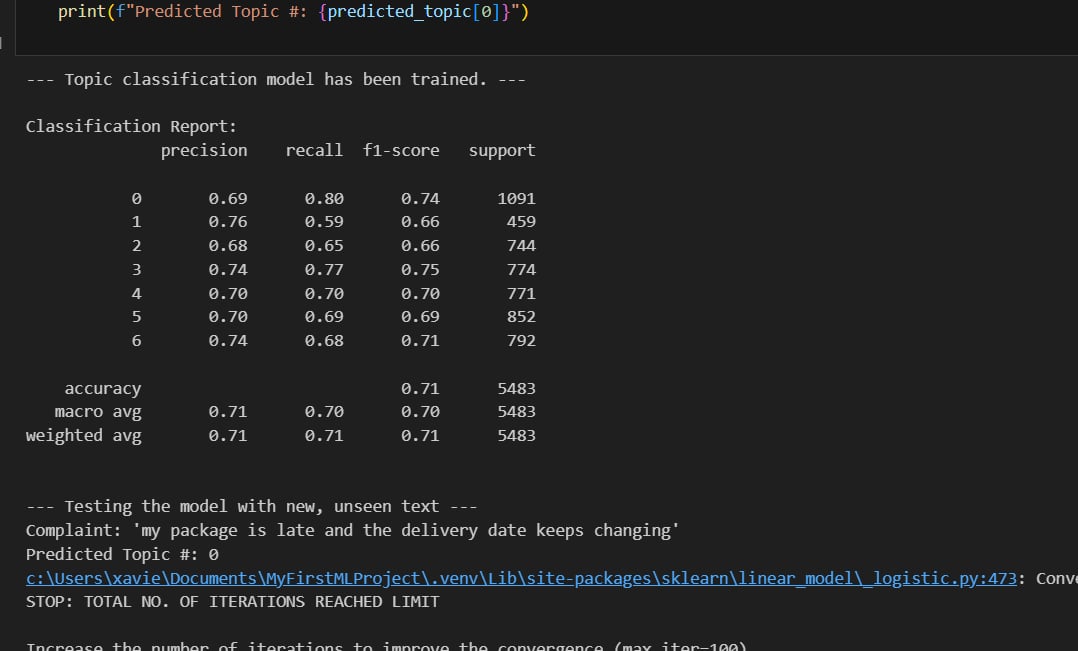 print(f"Predicted Topic #: {predicted_topic[0]}")
--- Topic classification model has been trained. ---
Classification Report:
precision recall f1-score support
0 0.69 0.80 0.74 1091
1 0.76 0.59 0.66 459
2 0.68 0.65 0.66 744
3 0.74 0.77 0.75 774
4 0.70 0.70 0.70 771
5 0.70 0.69 0.69 852
6 0.74 0.68 0.71 792
accuracy 0.71 5483
macro avg 0.71 0.70 0.70 5483
weighted avg 0.71 0.71 0.71 5483
--- Testing the model with new, unseen text ---
Complaint: 'my package is late and the delivery date keeps changing'
Predicted Topic #: 0
c:\Users\xavie\Documents\MyFirstMLProject\.venv\Lib\site-packages\sklearn\linear_model\_logistic.py:473: Conve
STOP: TOTAL NO. OF ITERATIONS REACHED LIMIT
Increase the number of iterations to improve the convergence (max_iter=100).